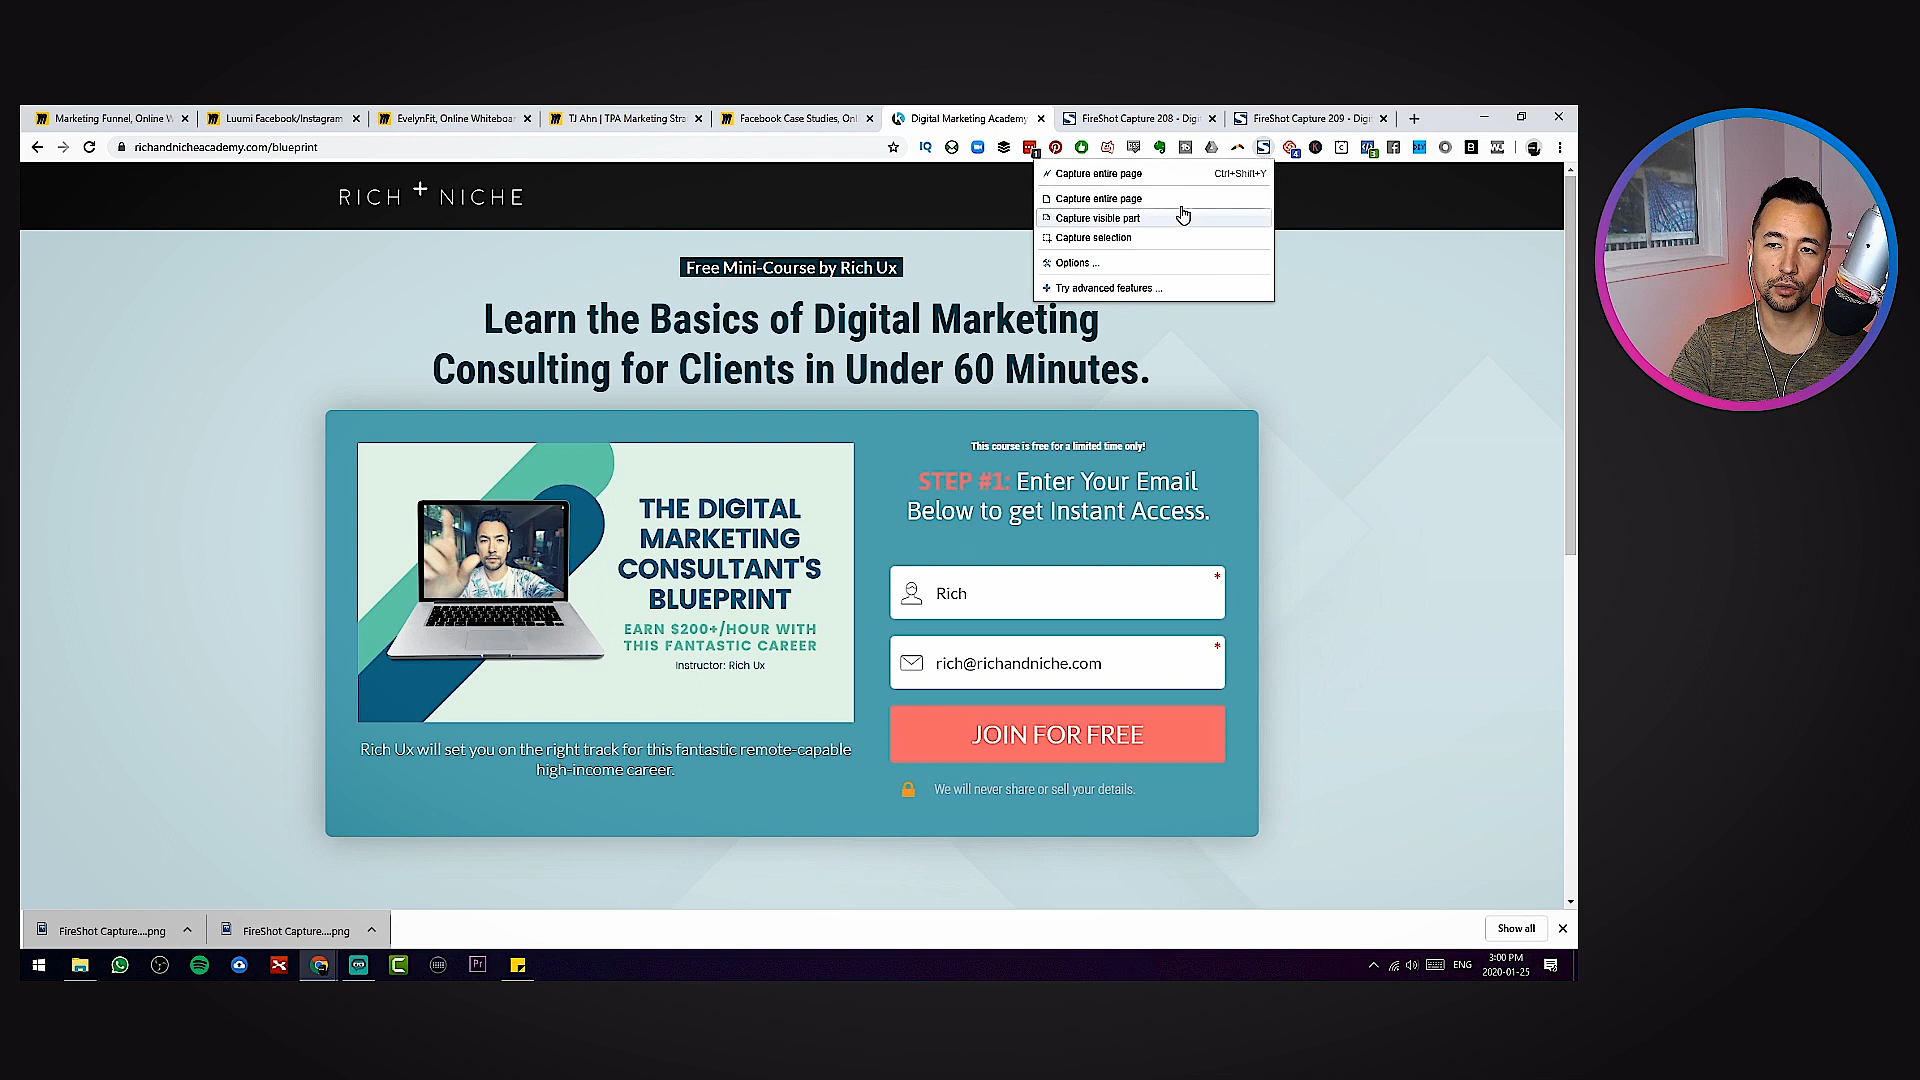 Marketing Funnel, Online W
Luumi Facebook/Instagram
EvelynFit, Online Whiteboar
TJ Ahn | TPA Marketing Stra
Facebook Case Studies, Onl
Digital Marketing Academy
FireShot Capture 208 - Digi
FireShot Capture 209 - Digi
richandnicheacademy.com/blueprint
RICH + NICHE
Capture entire page Ctrl+Shift+Y
Capture entire page
Capture visible part
Capture selection
Options ...
Try advanced features ...
Free Mini-Course by Rich Ux
Learn the Basics of Digital Marketing
Consulting for Clients in Under 60 Minutes.
THE DIGITAL
MARKETING
CONSULTANT'S
BLUEPRINT
EARN $200+/HOUR WITH
THIS FANTASTIC CAREER
Instructor: Rich Ux
Rich Ux will set you on the right track for this fantastic remote-capable
high-income career.
This course is free for a limited time only!
STEP #1: Enter Your Email
Below to get Instant Access.
Rich *
rich@richandniche.com *
JOIN FOR FREE
We will never share or sell your details.
FireShot Capture....png
FireShot Capture....png
Show all
ENG
3:00 PM
2020-01-25